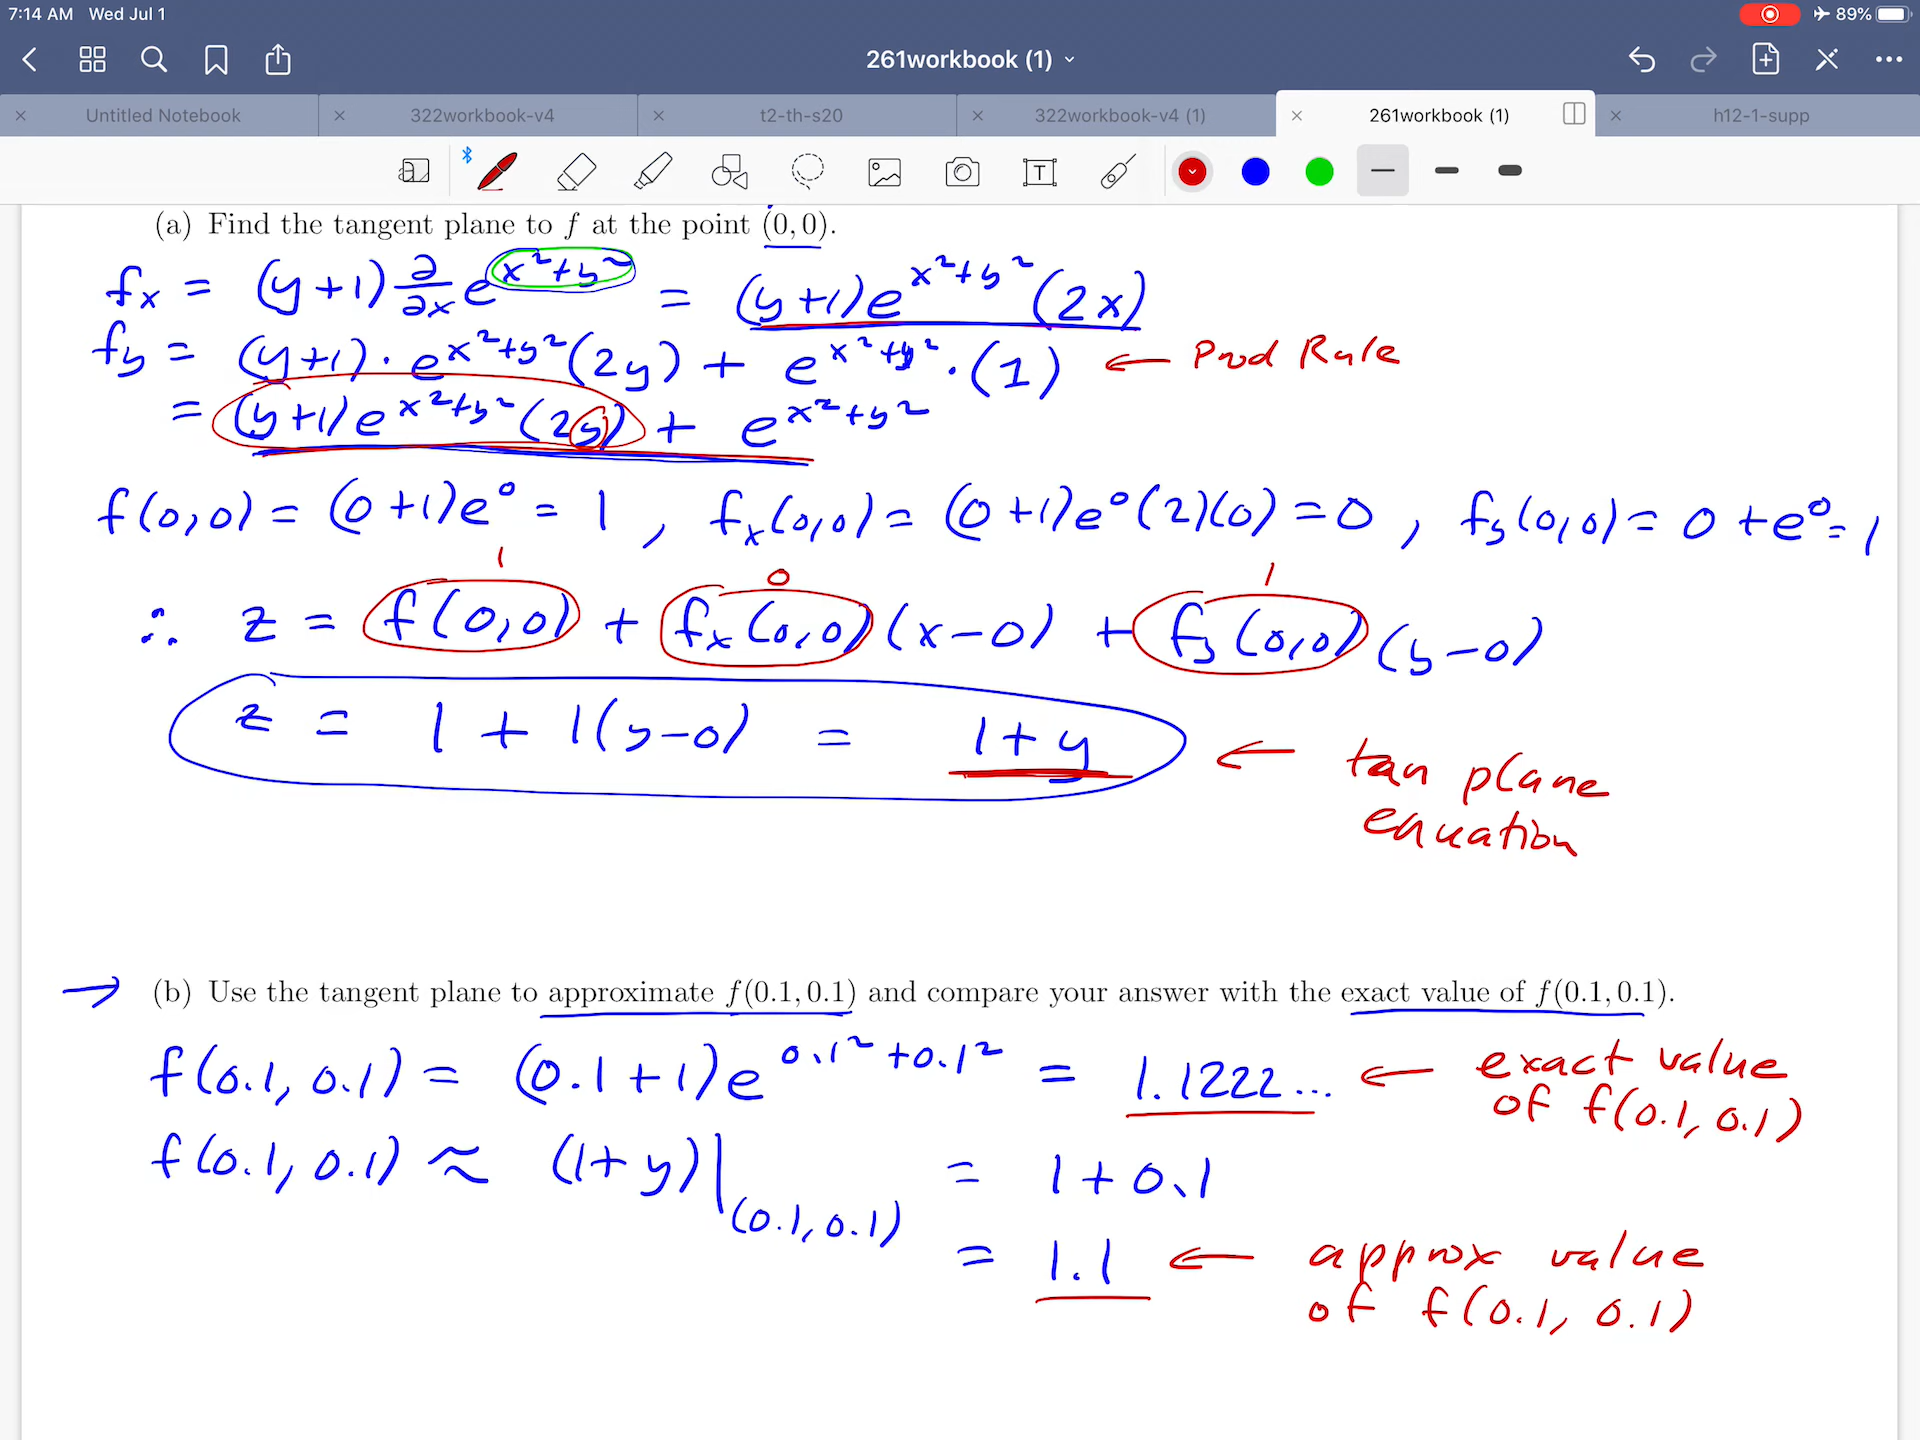 7:14 AM Wed Jul 1 89%
261workbook (1)
Untitled Notebook 322workbook-v4 t2-th-s20 322workbook-v4 (1) 261workbook (1) h12-1-supp
(a) Find the tangent plane to f at the point (0, 0).
fx = (y+1) ∂/∂x e^(x²+y²) = (y+1)e^(x²+y²) (2x)
fy = (y+1)· e^(x²+y²) (2y) + e^(x²+y²) · (1) ← Prod Rule
= (y+1)e^(x²+y²) (2y) + e^(x²+y²)
f(0,0) = (0+1)e⁰ = 1 , fx(0,0) = (0+1)e⁰(2)(0) = 0 , fy(0,0) = 0 + e⁰ = 1
1 0 1
∴ z = f(0,0) + fx(0,0)(x-0) + fy(0,0)(y-0)
z = 1 + 1(y-0) = 1+y ← tan plane
equation
→ (b) Use the tangent plane to approximate f(0.1, 0.1) and compare your answer with the exact value of f(0.1, 0.1).
f(0.1, 0.1) = (0.1+1)e^(0.1²+0.1²) = 1.1222... ← exact value
of f(0.1, 0.1)
f(0.1, 0.1) ≈ (1+y)|(0.1, 0.1) = 1+0.1
= 1.1 ← approx value
of f(0.1, 0.1)